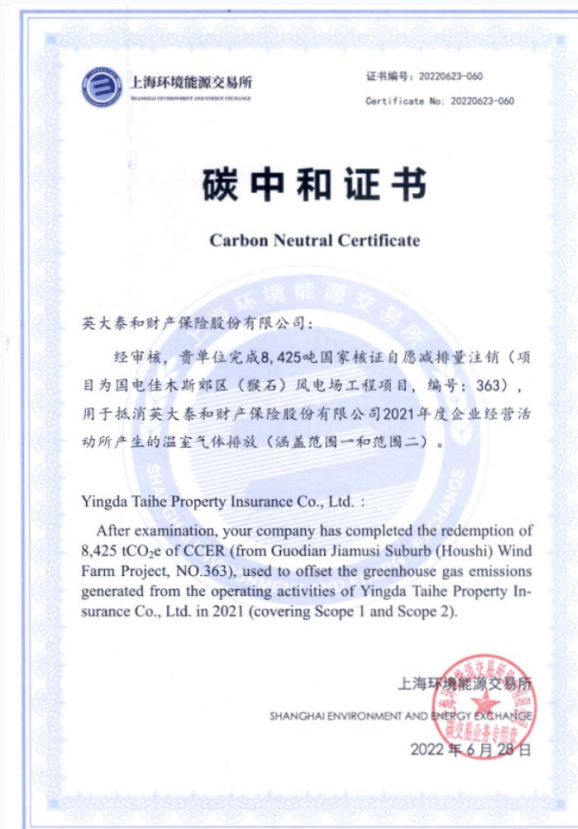 上海环境能源交易所
SHANGHAI ENVIRONMENT AND ENERGY EXCHANGE
证书编号：20220623-060
Certificate No: 20220623-060
碳中和证书
Carbon Neutral Certificate
英大泰和财产保险股份有限公司：
经审核，贵单位完成8,425吨国家核证自愿减排量注销（项
目为国电佳木斯郊区（猴石）风电场工程项目，编号：363），
用于抵消英大泰和财产保险股份有限公司2021年度企业经营活
动所产生的温室气体排放（涵盖范围一和范围二）。
Yingda Taihe Property Insurance Co., Ltd. :
After examination, your company has completed the redemption of
8,425 tCO₂e of CCER (from Guodian Jiamusi Suburb (Houshi) Wind
Farm Project, NO.363), used to offset the greenhouse gas emissions
generated from the operating activities of Yingda Taihe Property In-
surance Co., Ltd. in 2021 (covering Scope 1 and Scope 2).
上海环境能源交易所
SHANGHAI ENVIRONMENT AND ENERGY EXCHANGE
2022 年 6 月 28 日
碳交易业务专用章